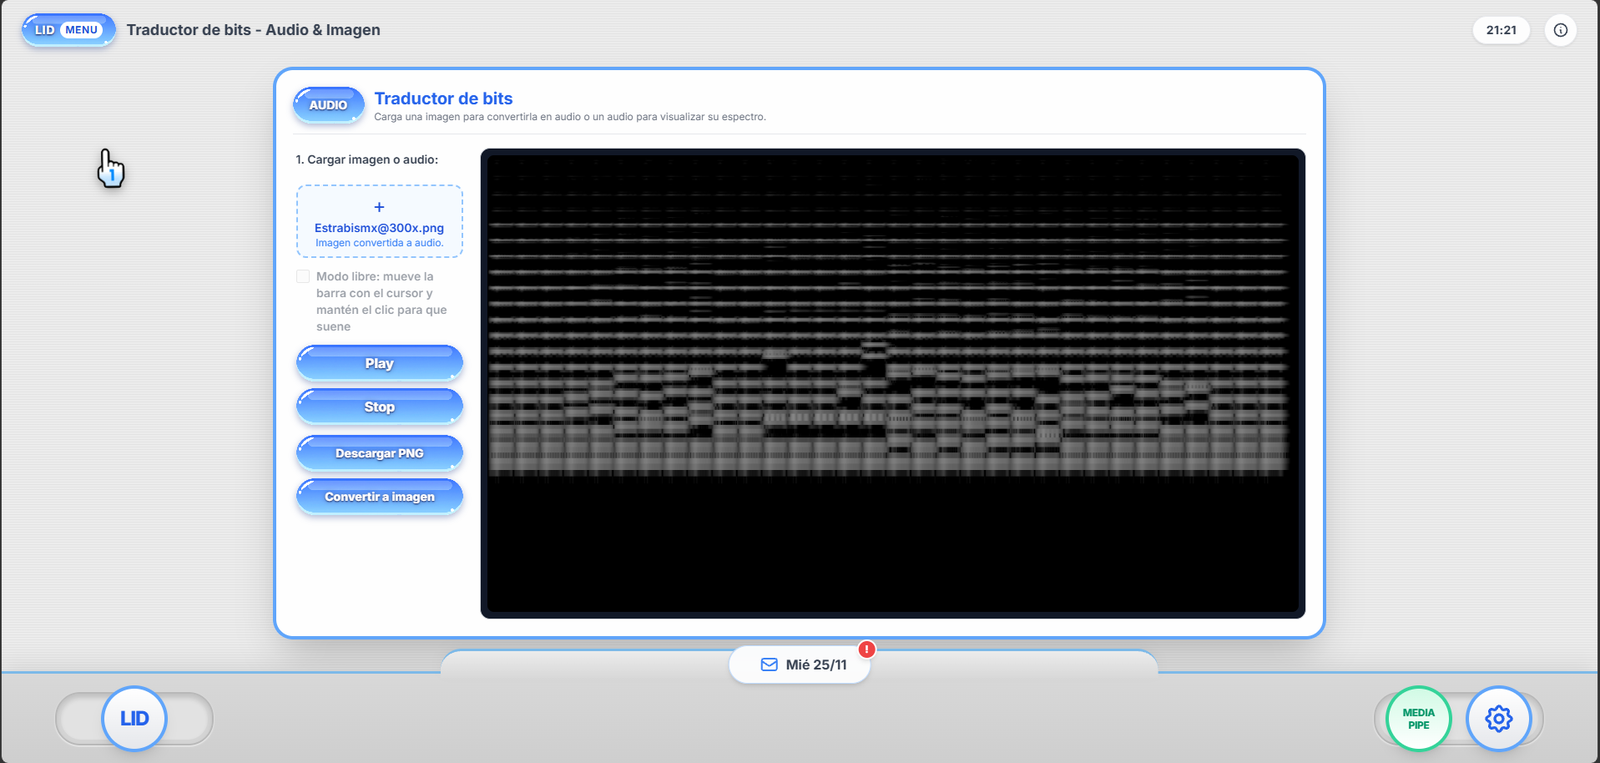 LID MENU Traductor de bits - Audio & Imagen 21:21
AUDIO
Traductor de bits
Carga una imagen para convertirla en audio o un audio para visualizar su espectro.
1. Cargar imagen o audio:
+
Estrabismx@300x.png
Imagen convertida a audio.
Modo libre: mueve la
barra con el cursor y
mantén el clic para que
suene
Play
Stop
Descargar PNG
Convertir a imagen
1
Mié 25/11
!
LID
MEDIA
PIPE